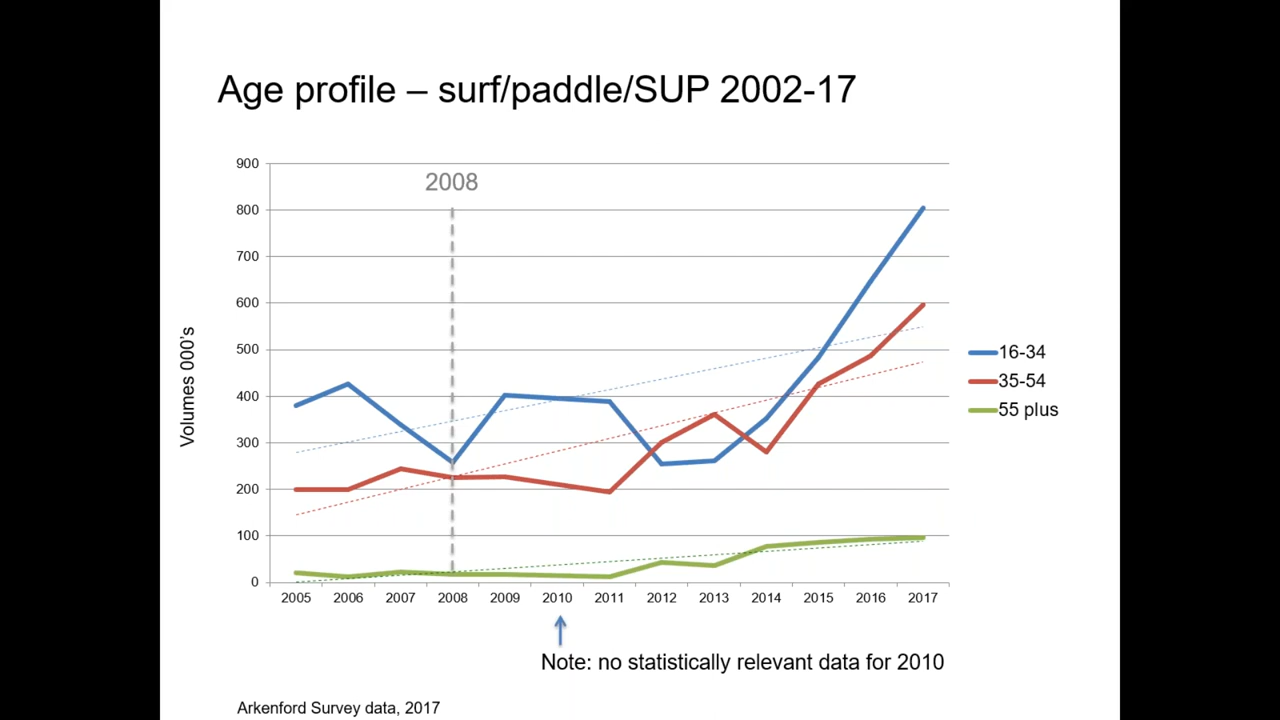 Age profile – surf/paddle/SUP 2002-17
900
2008
800
700
600
500
400
300
200
100
0
Volumes 000's
16-34
35-54
55 plus
2005 2006 2007 2008 2009 2010 2011 2012 2013 2014 2015 2016 2017
Note: no statistically relevant data for 2010
Arkenford Survey data, 2017